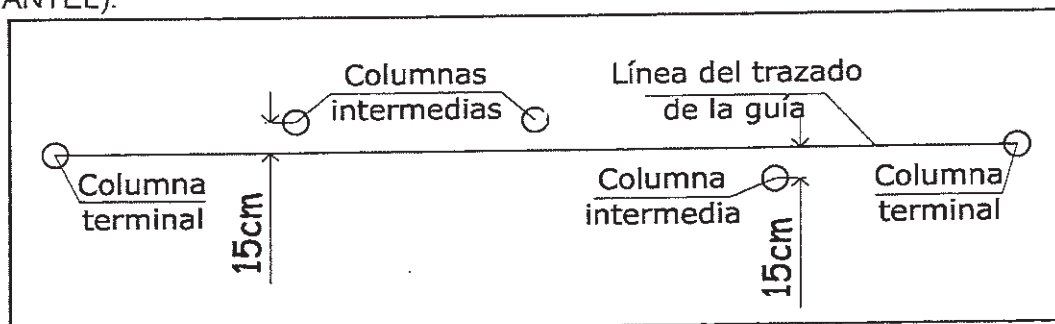 ANTEL).
Columnas
intermedias
Línea del trazado
de la guía
Columna
terminal
15cm
Columna
intermedia
15cm
Columna
terminal